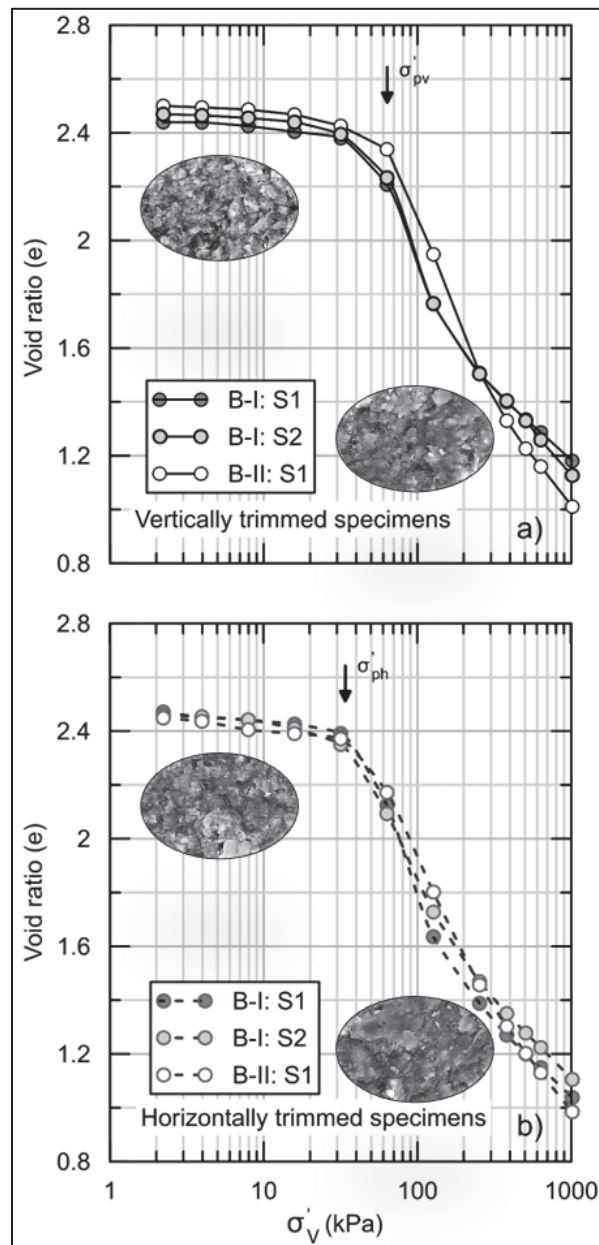 2.8
σ'pv
2.4
2
Void ratio (e)
1.6
B-I: S1
B-I: S2
1.2
B-II: S1
Vertically trimmed specimens
a)
0.8
2.8
σ'ph
2.4
2
Void ratio (e)
1.6
B-I: S1
B-I: S2
1.2
B-II: S1
Horizontally trimmed specimens
b)
0.8
1 10 100 1000
σ'V (kPa)